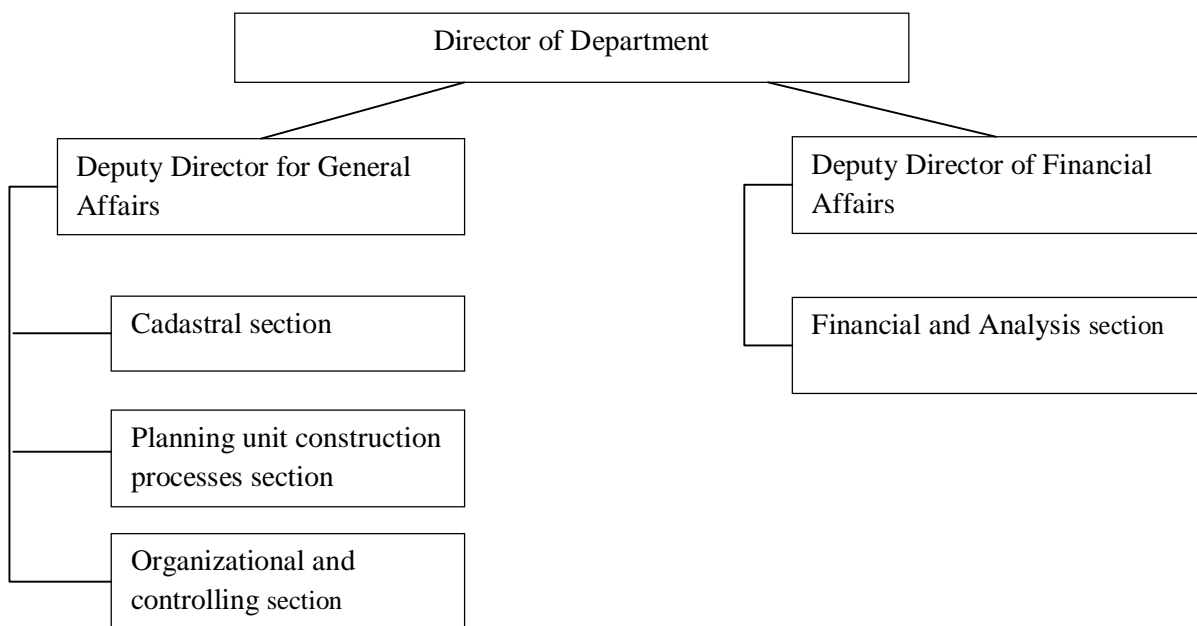 Director of Department
Deputy Director for General
Affairs
Deputy Director of Financial
Affairs
Cadastral section
Financial and Analysis section
Planning unit construction
processes section
Organizational and
controlling section